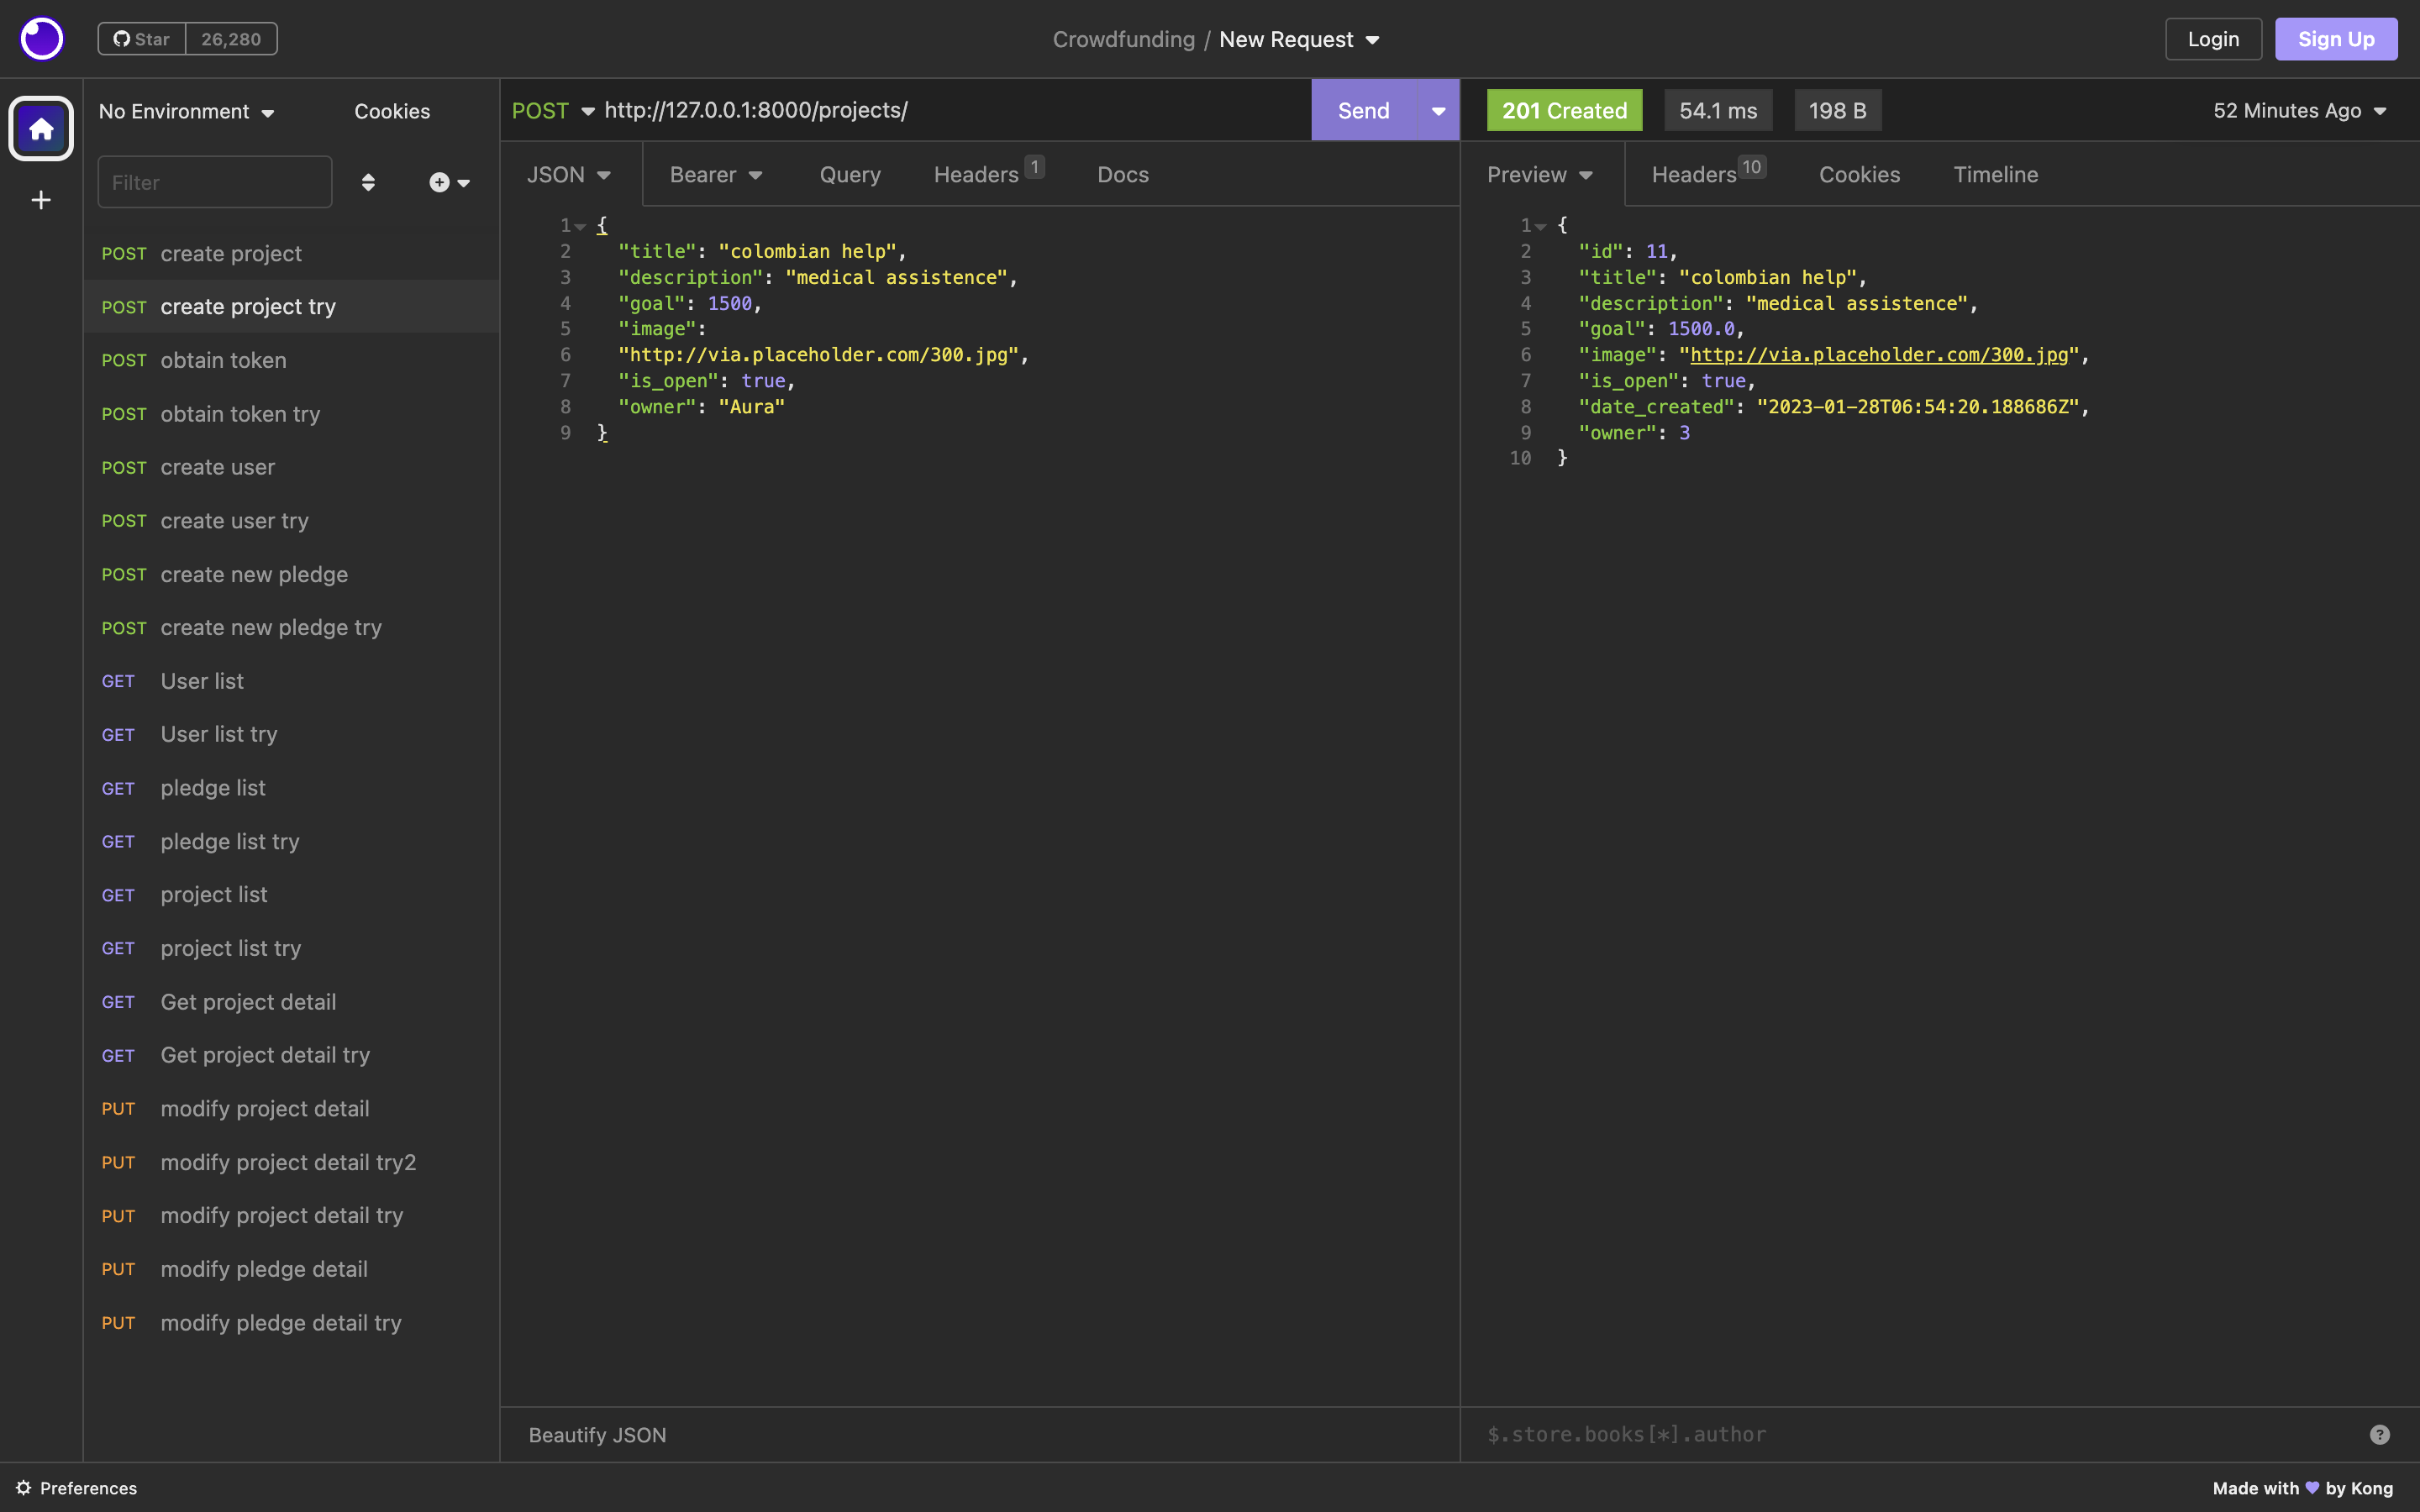 Star 26,280
Crowdfunding / New Request
Login Sign Up
No Environment Cookies
Filter
POST create project
POST create project try
POST obtain token
POST obtain token try
POST create user
POST create user try
POST create new pledge
POST create new pledge try
GET User list
GET User list try
GET pledge list
GET pledge list try
GET project list
GET project list try
GET Get project detail
GET Get project detail try
PUT modify project detail
PUT modify project detail try2
PUT modify project detail try
PUT modify pledge detail
PUT modify pledge detail try
POST http://127.0.0.1:8000/projects/ Send
JSON Bearer Query Headers 1 Docs
1 {
2 "title": "colombian help",
3 "description": "medical assistence",
4 "goal": 1500,
5 "image":
6 "http://via.placeholder.com/300.jpg",
7 "is_open": true,
8 "owner": "Aura"
9 }
Beautify JSON
201 Created 54.1 ms 198 B 52 Minutes Ago
Preview Headers 10 Cookies Timeline
1 {
2 "id": 11,
3 "title": "colombian help",
4 "description": "medical assistence",
5 "goal": 1500.0,
6 "image": "http://via.placeholder.com/300.jpg",
7 "is_open": true,
8 "date_created": "2023-01-28T06:54:20.188686Z",
9 "owner": 3
10 }
$.store.books[*].author ?
Preferences
Made with 💜 by Kong